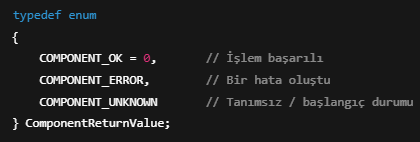 typedef enum
{
    COMPONENT_OK = 0,       // İşlem başarılı
    COMPONENT_ERROR,        // Bir hata oluştu
    COMPONENT_UNKNOWN       // Tanımsız / başlangıç durumu
} ComponentReturnValue;